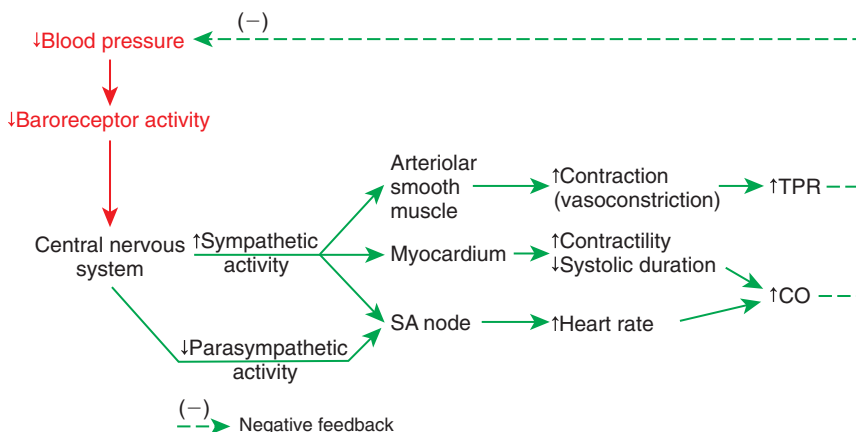 (−)
↓Blood pressure
↓Baroreceptor activity
Arteriolar
smooth
muscle
↑Contraction
(vasoconstriction)
↑TPR
Central nervous
system
↑Sympathetic
activity
Myocardium
↑Contractility
↓Systolic duration
↑CO
SA node
↑Heart rate
↓Parasympathetic
activity
(−)
Negative feedback